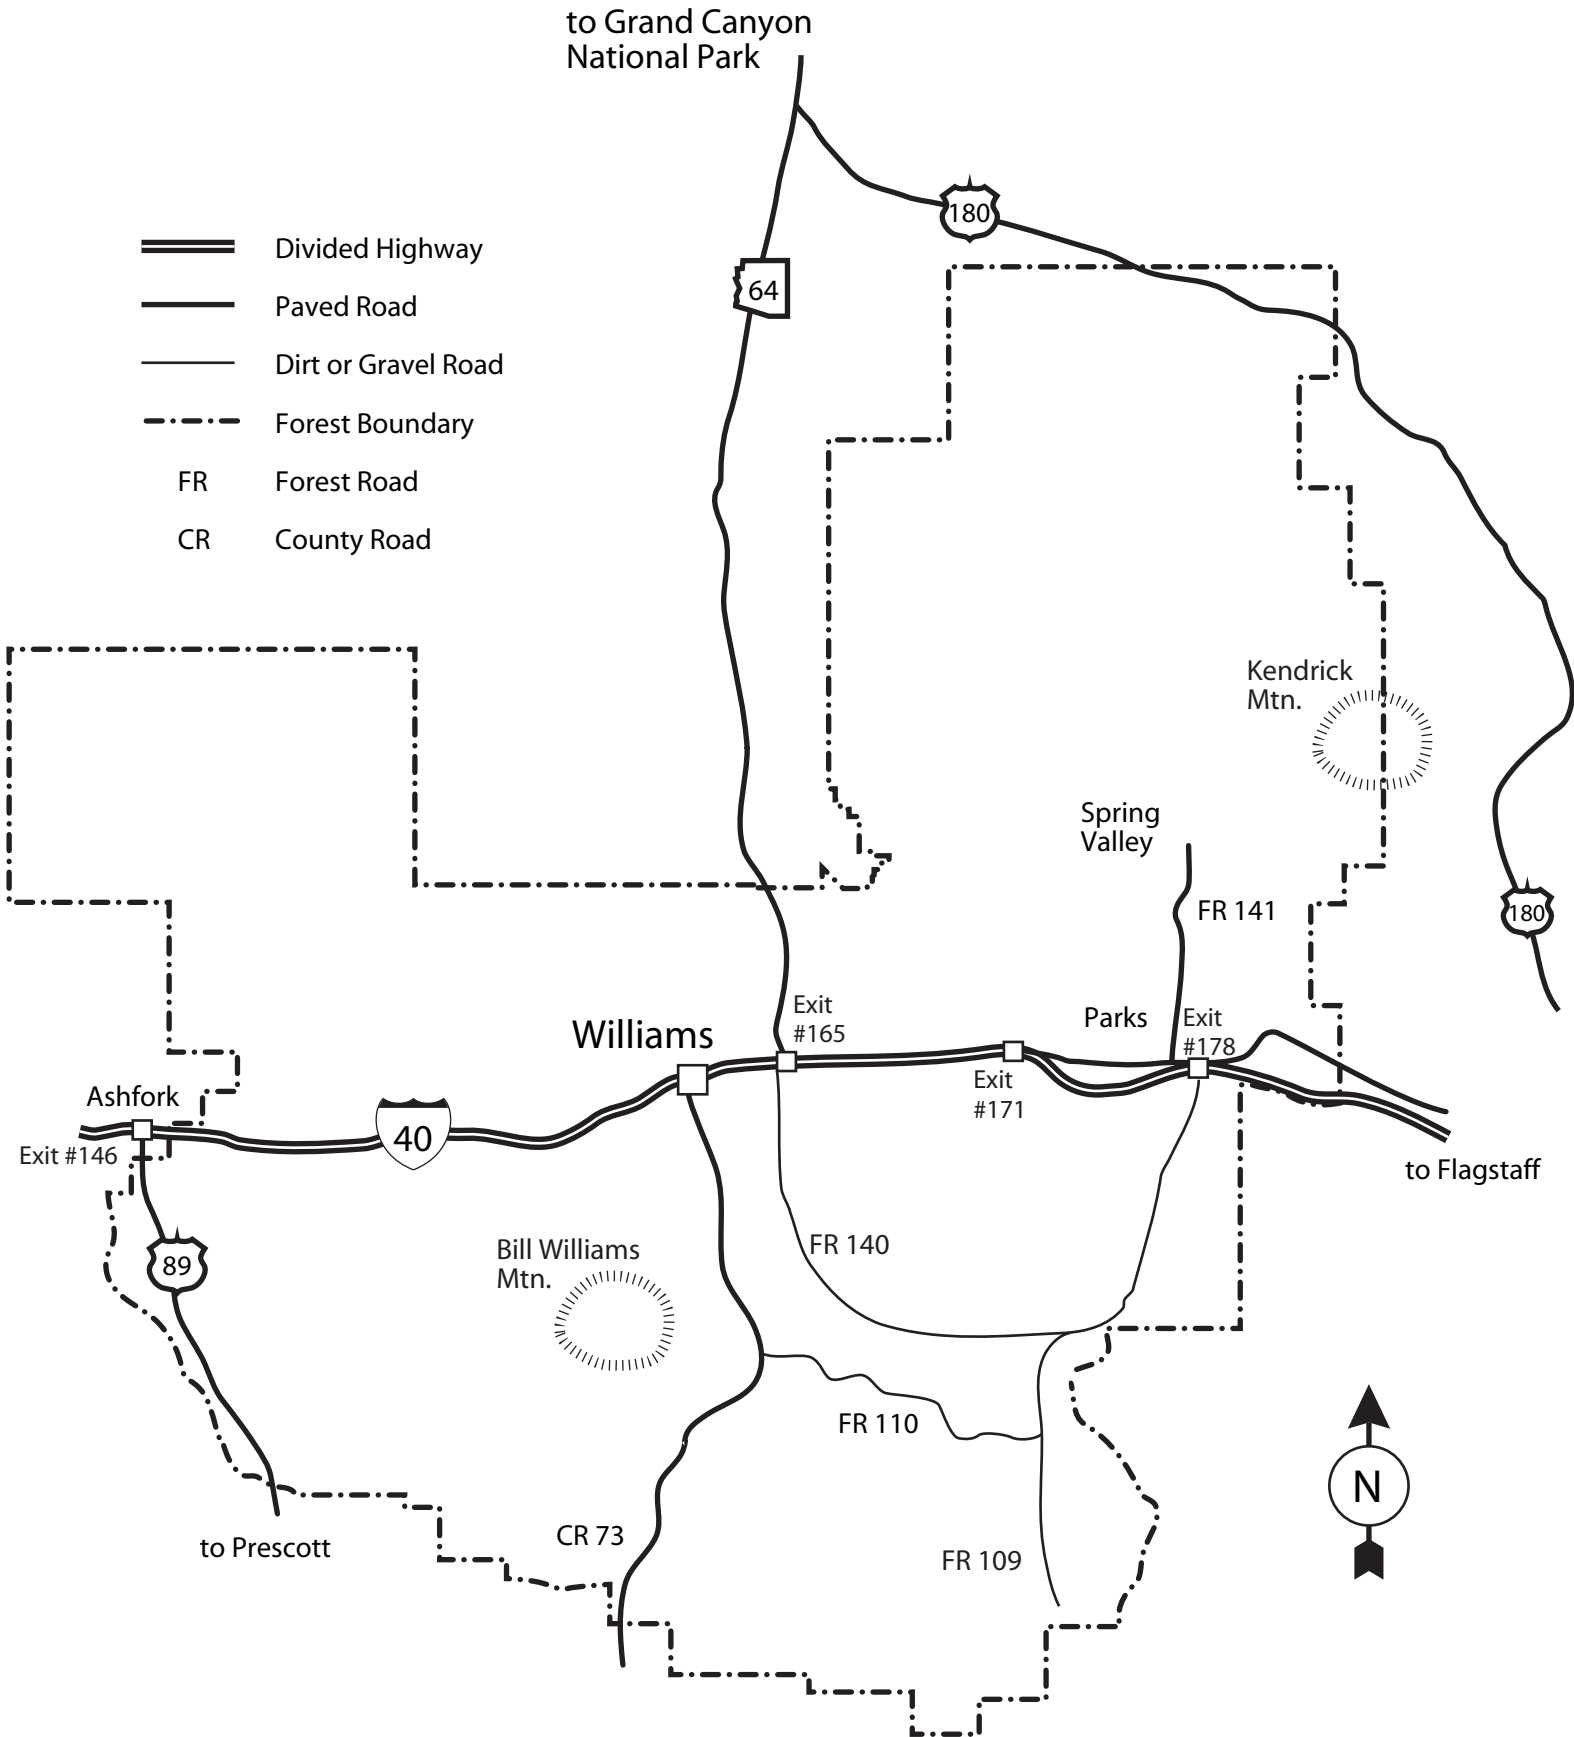 to Grand Canyon
National Park
180
Divided Highway
64
Paved Road
Dirt or Gravel Road
Forest Boundary
FR Forest Road
CR County Road
Kendrick
Mtn.
Spring
Valley
FR 141
180
Exit
#165
Williams
Parks
Exit
#178
Exit
#171
Ashfork
40
Exit #146
to Flagstaff
89
Bill Williams
Mtn.
FR 140
FR 110
N
CR 73
to Prescott
FR 109